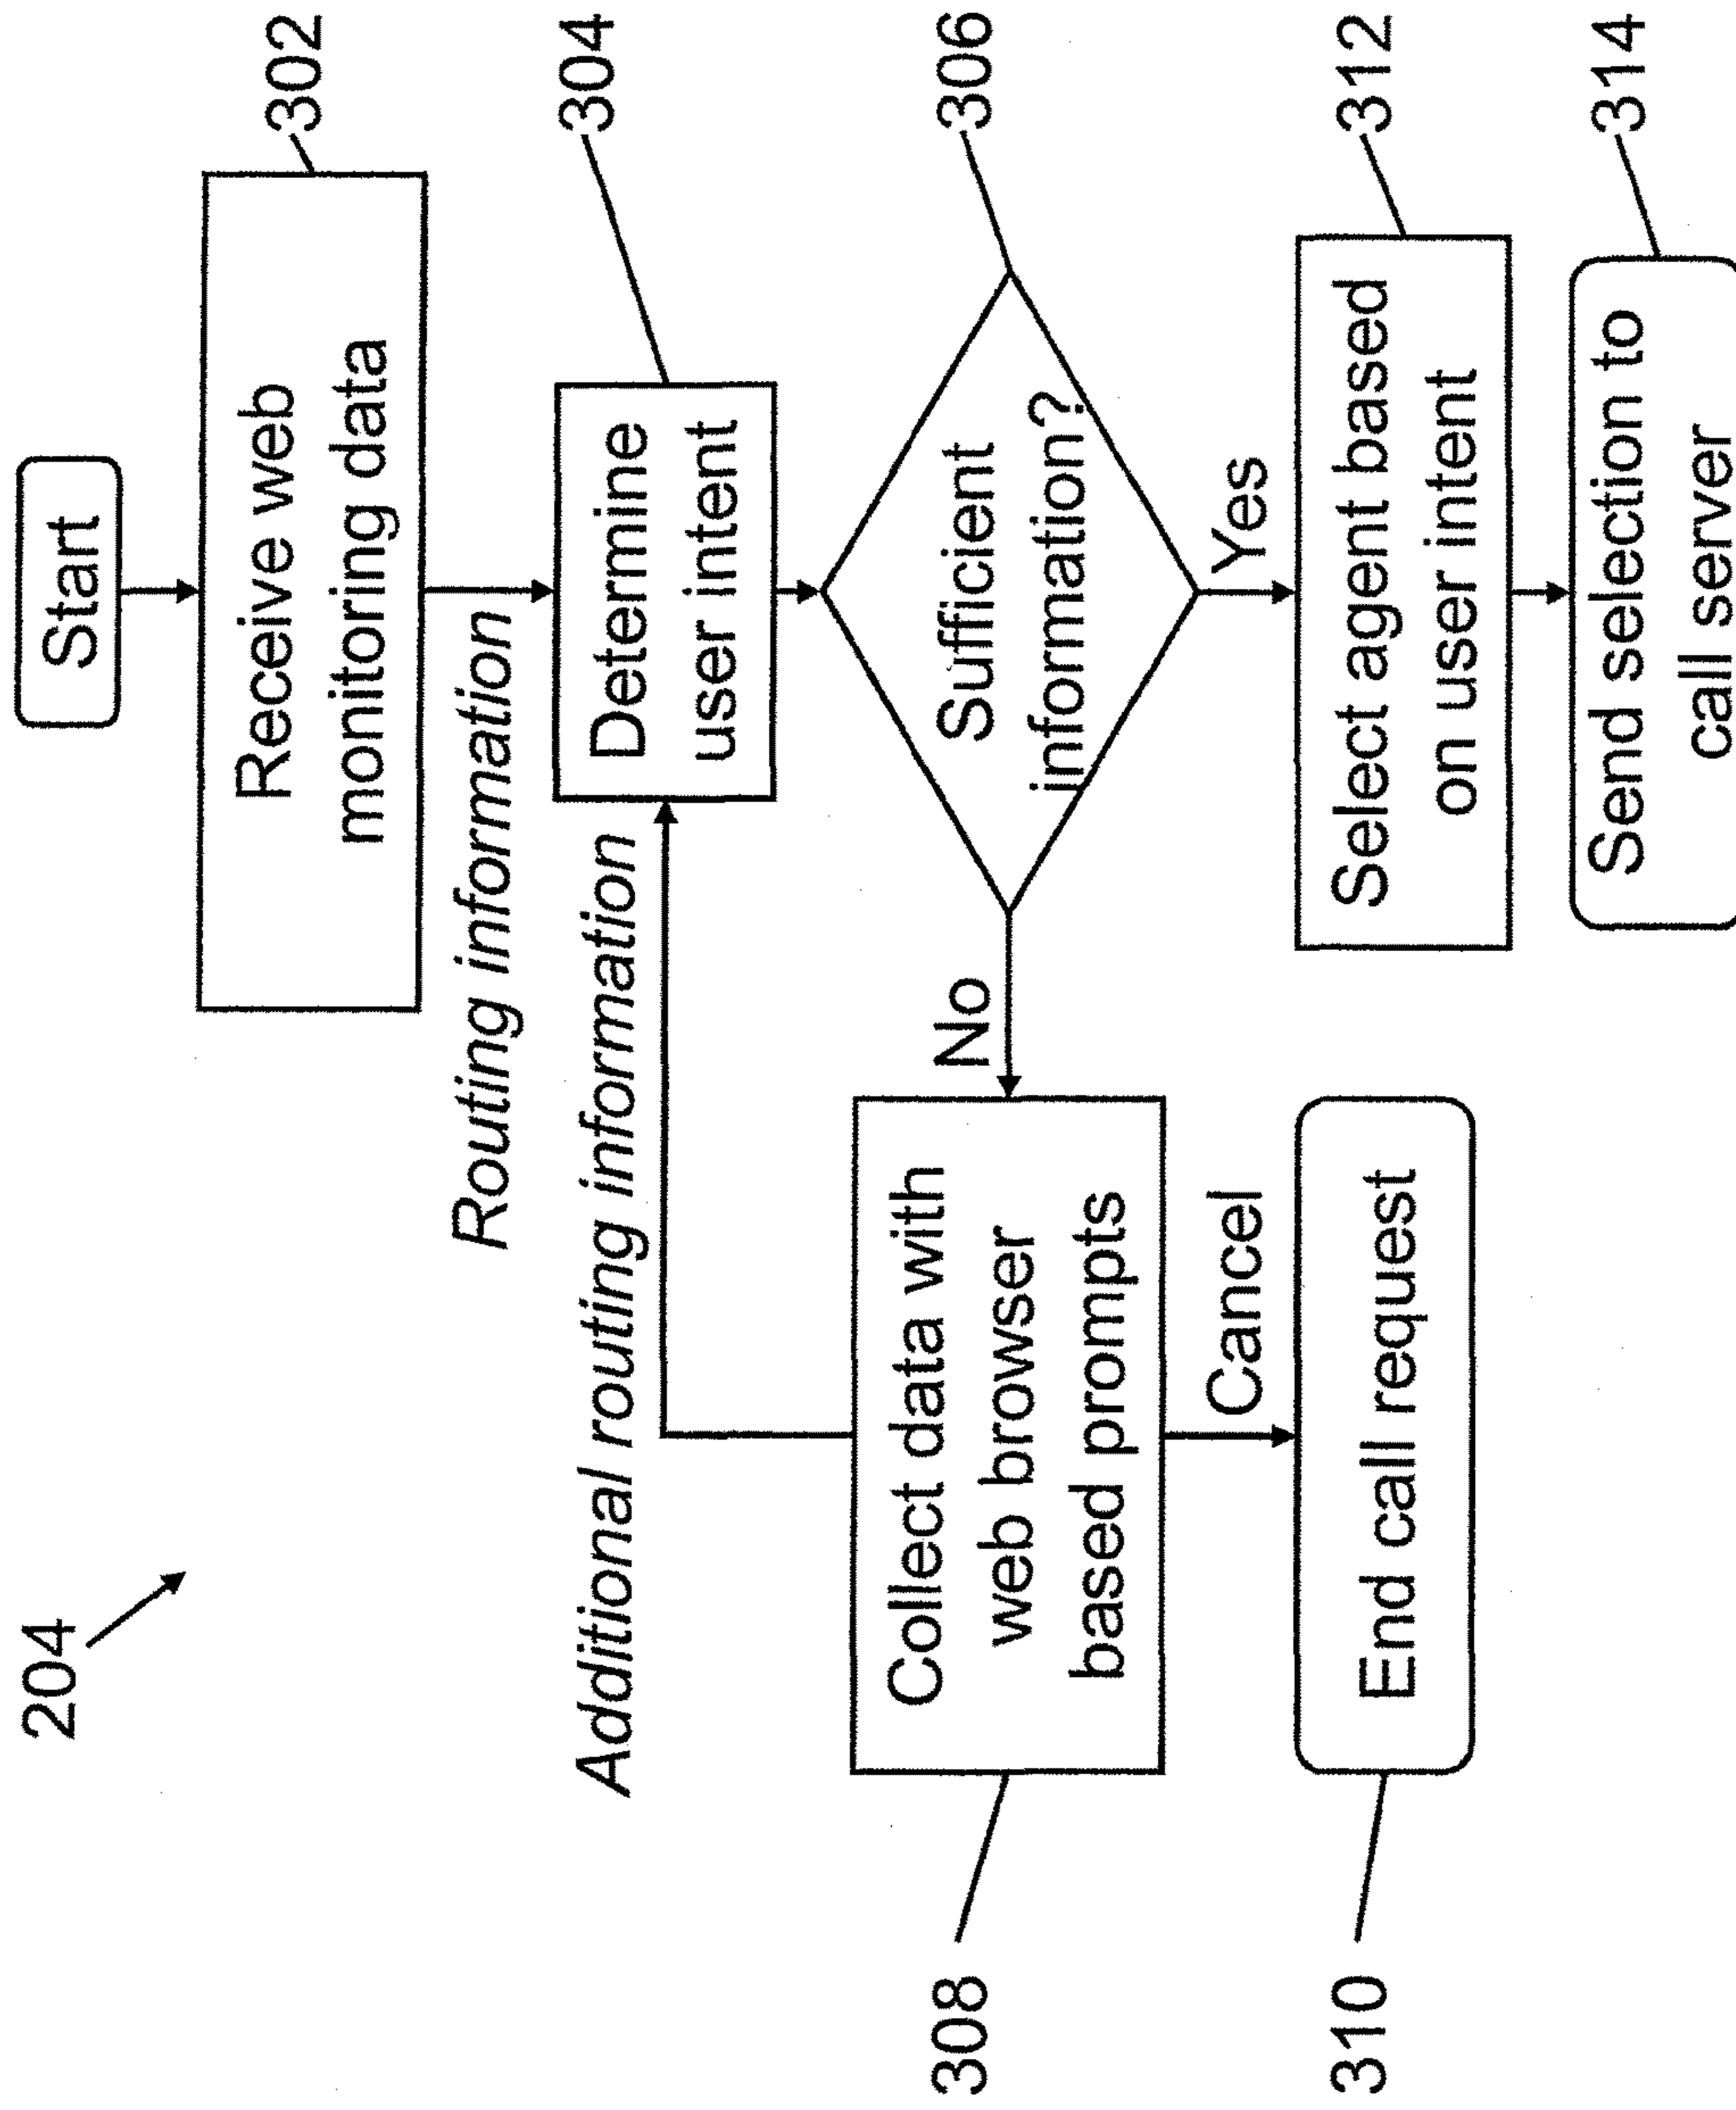 204
Start
Receive web
monitoring data
302
Routing information
Additional routing information
Determine
user intent
304
Sufficient
information?
306
No
Yes
Collect data with
web browser
based prompts
308
Cancel
End call request
310
Select agent based
on user intent
312
Send selection to
call server
314